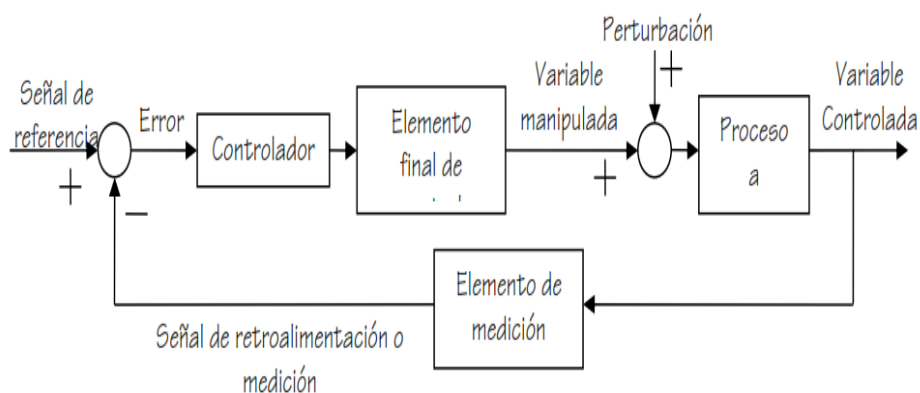 Perturbación
+
Señal de
referencia
+
−
Error
Controlador
Elemento
final de
Variable
manipulada
+
Proceso
a
Variable
Controlada
Elemento de
medición
Señal de retroalimentación o
medición